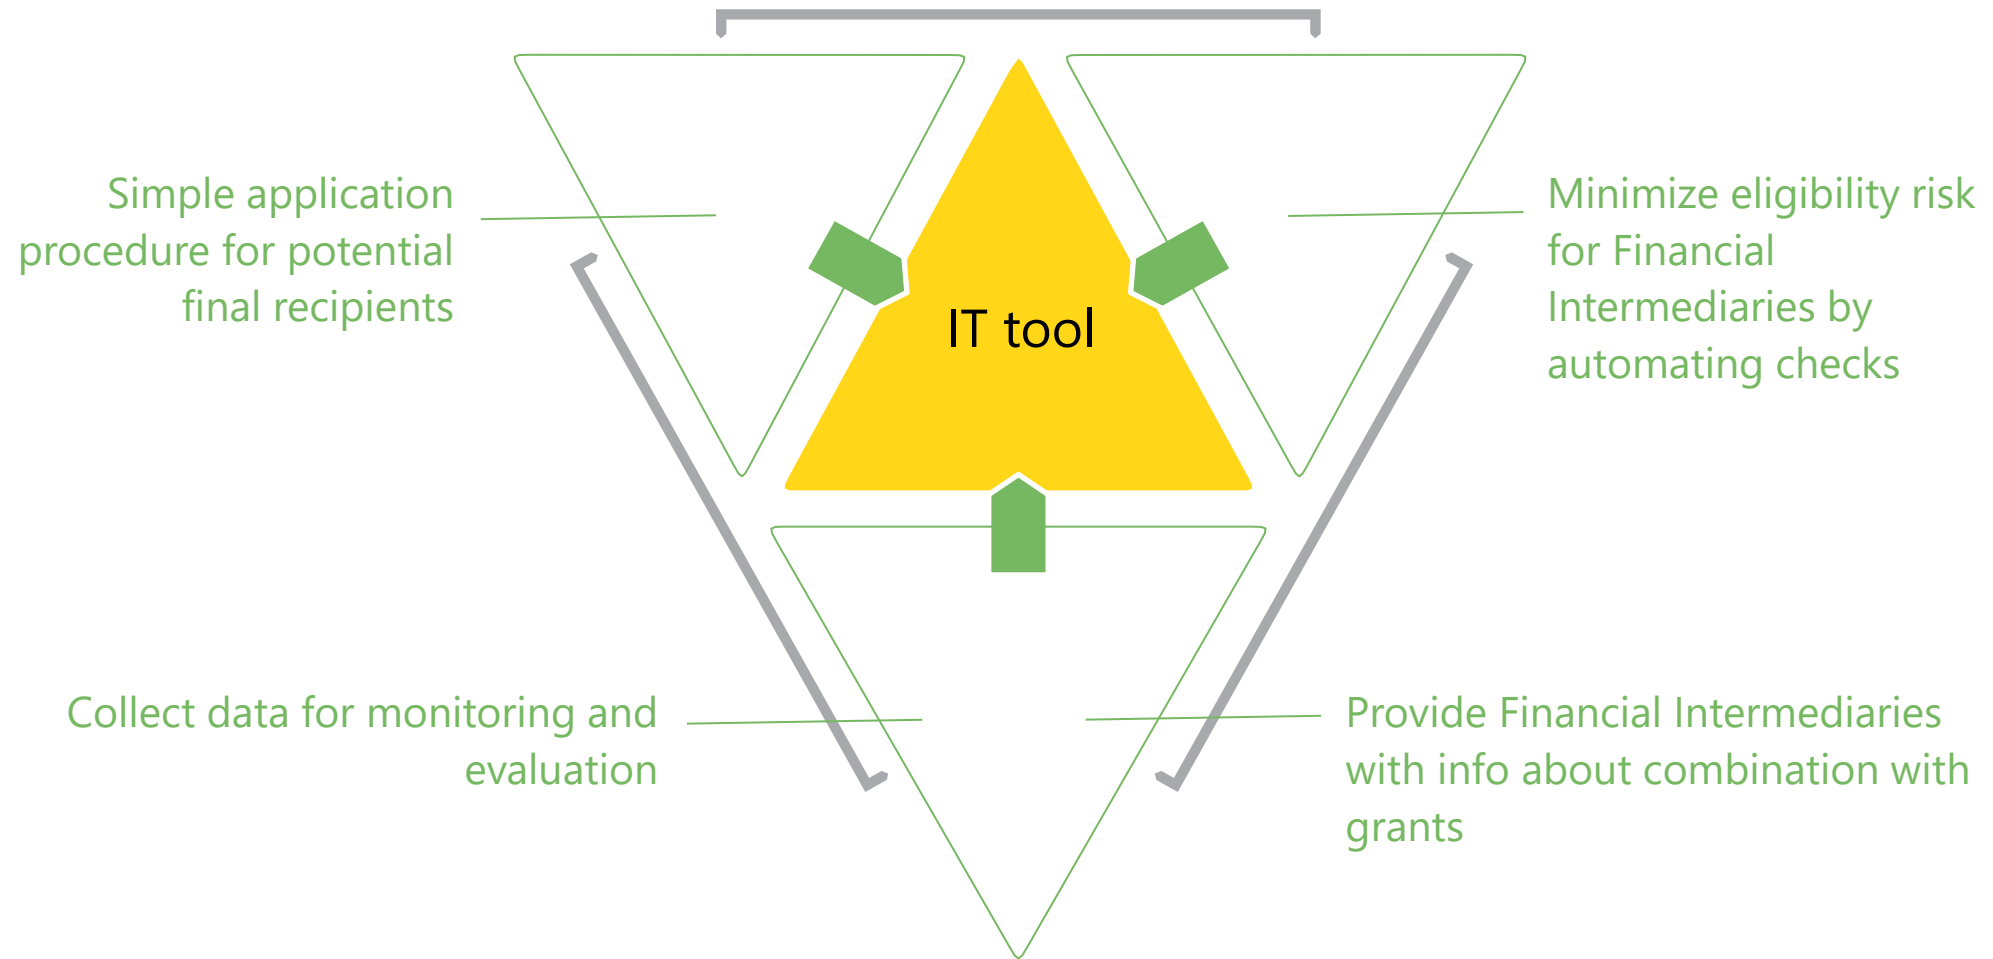 Simple application
procedure for potential
final recipients
Minimize eligibility risk
for Financial
Intermediaries by
automating checks
IT tool
Collect data for monitoring and
evaluation
Provide Financial Intermediaries
with info about combination with
grants